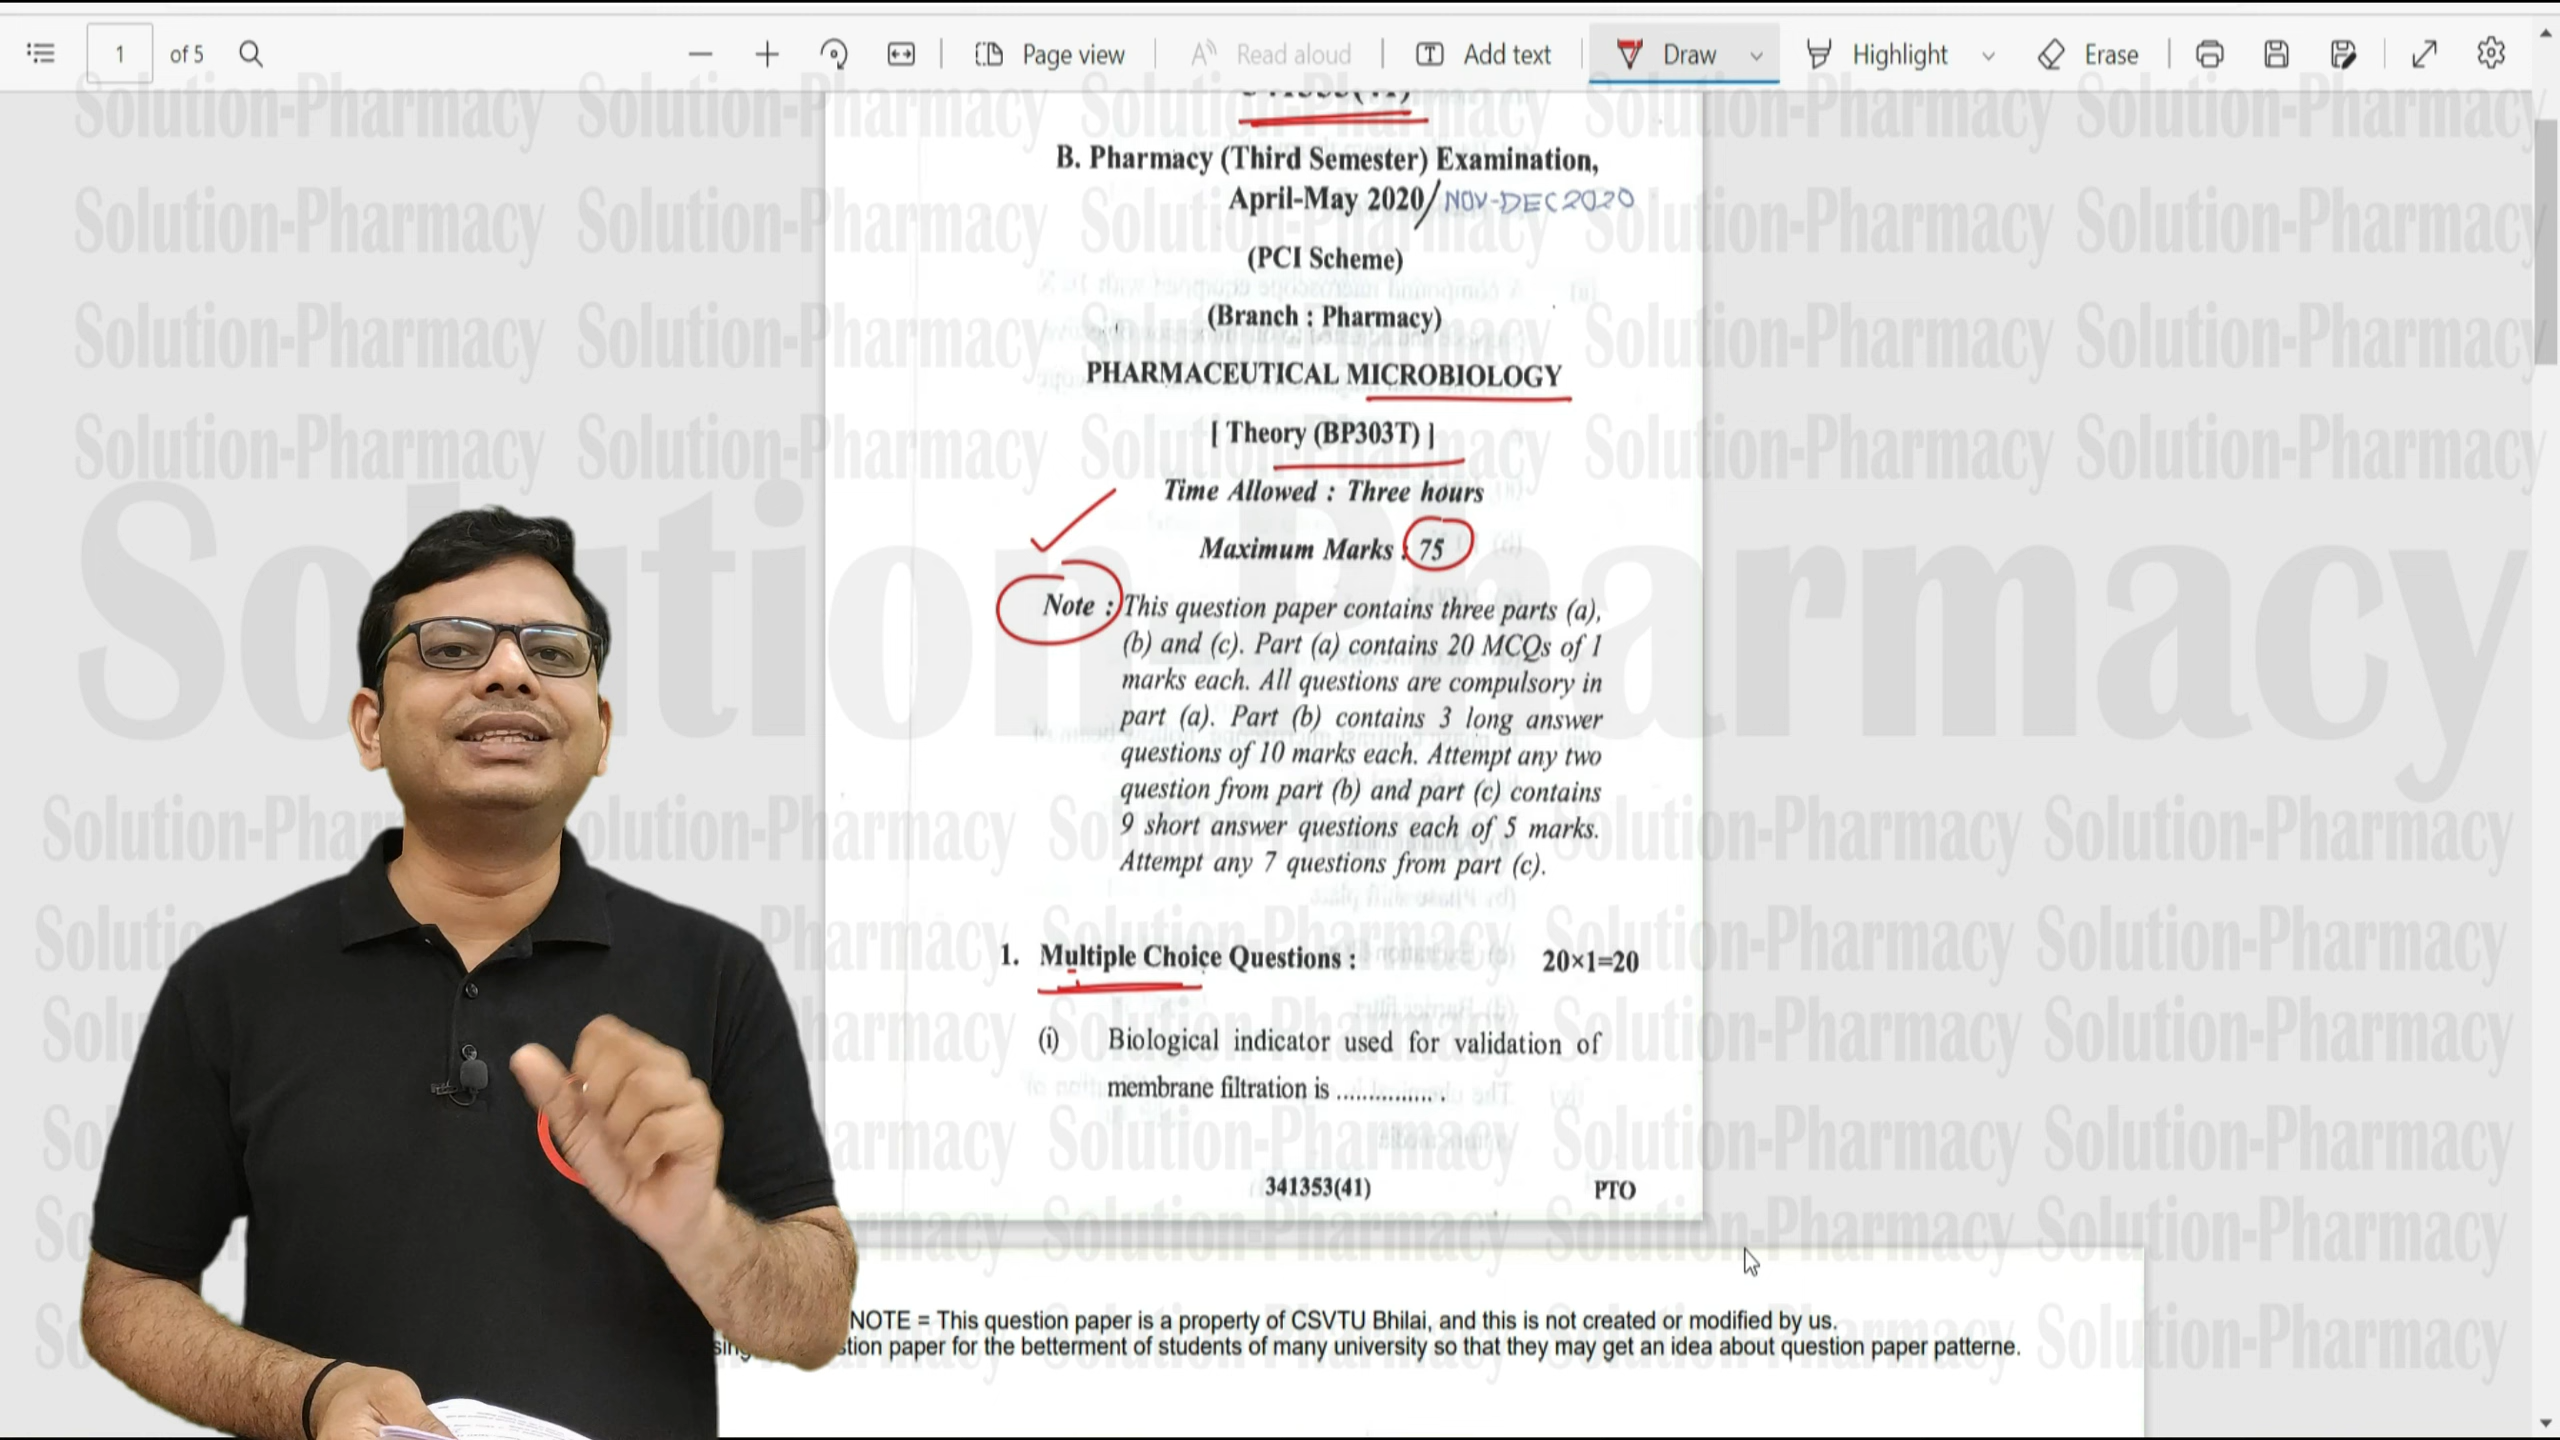 1 of 5 Page view Read aloud Add text Draw Highlight Erase
B. Pharmacy (Third Semester) Examination,
April-May 2020/NOV-DEC 2020
(PCI Scheme)
(Branch : Pharmacy)
PHARMACEUTICAL MICROBIOLOGY
[ Theory (BP303T) ]
Time Allowed : Three hours
Maximum Marks : 75
Note : This question paper contains three parts (a),
(b) and (c). Part (a) contains 20 MCQs of 1
marks each. All questions are compulsory in
part (a). Part (b) contains 3 long answer
questions of 10 marks each. Attempt any two
question from part (b) and part (c) contains
9 short answer questions each of 5 marks.
Attempt any 7 questions from part (c).
1. Multiple Choice Questions : 20×1=20
(i) Biological indicator used for validation of
membrane filtration is ............... .
341353(41) PTO
NOTE = This question paper is a property of CSVTU Bhilai, and this is not created or modified by us.
paper for the betterment of students of many university so that they may get an idea about question paper patterne.
Solution-Pharmacy